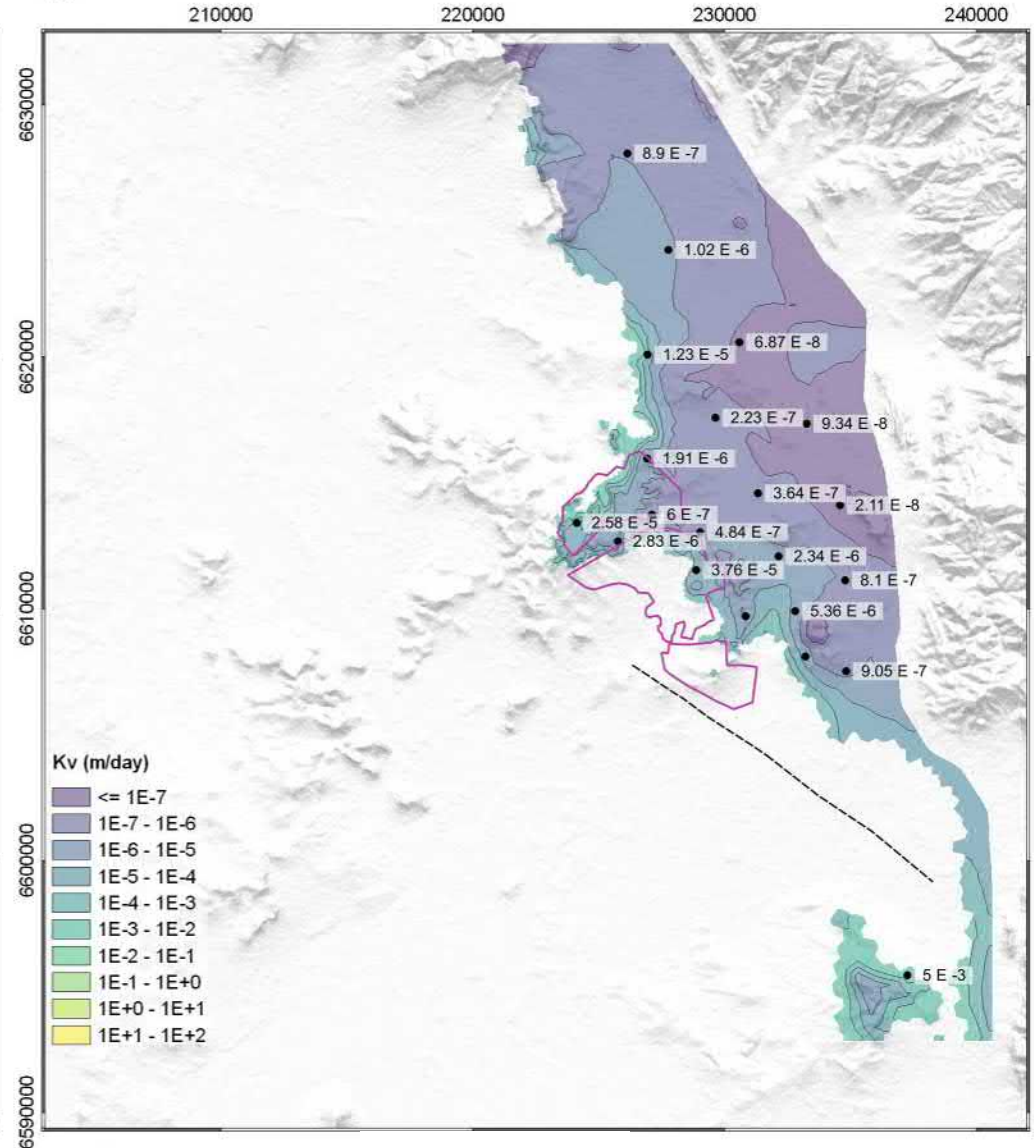 210000
220000
230000
240000
6630000
6620000
6610000
6600000
6590000
8.9 E -7
1.02 E -6
6.87 E -8
1.23 E -5
2.23 E -7
9.34 E -8
1.91 E -6
3.64 E -7
2.11 E -8
6 E -7
2.58 E -5
4.84 E -7
2.83 E -6
2.34 E -6
3.76 E -5
8.1 E -7
5.36 E -6
9.05 E -7
5 E -3
Kv (m/day)
<= 1E-7
1E-7 - 1E-6
1E-6 - 1E-5
1E-5 - 1E-4
1E-4 - 1E-3
1E-3 - 1E-2
1E-2 - 1E-1
1E-1 - 1E+0
1E+0 - 1E+1
1E+1 - 1E+2